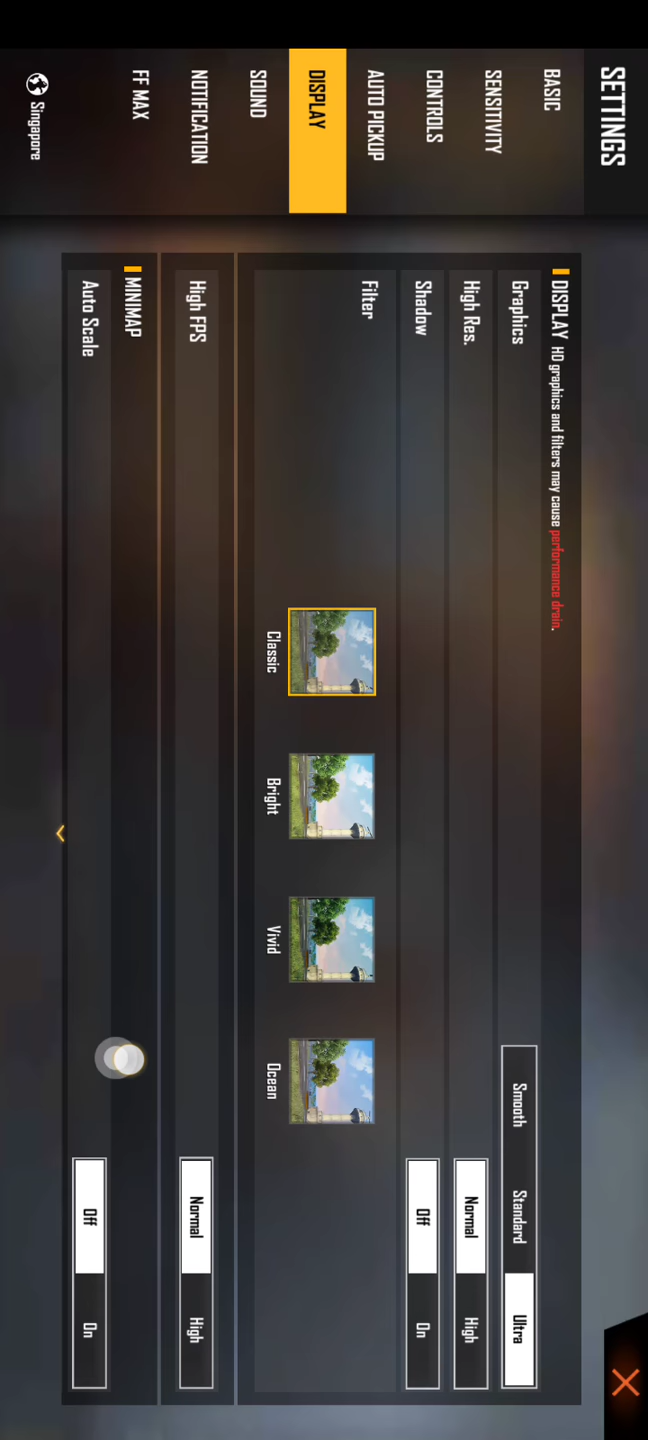 SETTINGS
BASIC
SENSITIVITY
CONTROLS
AUTO PICKUP
DISPLAY
SOUND
NOTIFICATION
FF MAX
Singapore
DISPLAY HD graphics and filters may cause performance drain.
Graphics Smooth Standard Ultra
High Res. Normal High
Shadow Off On
Filter
Classic Bright Vivid Ocean
High FPS Normal High
MINIMAP
Auto Scale Off On